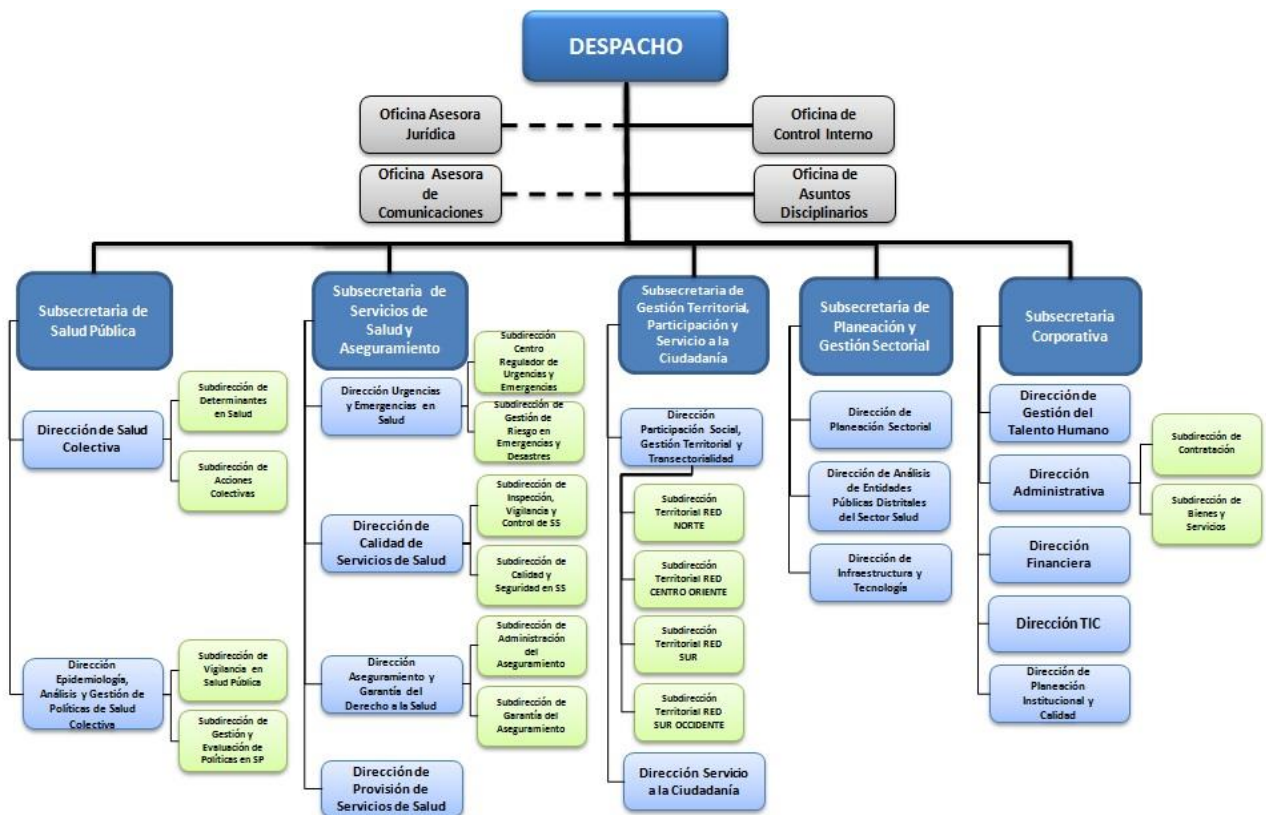 DESPACHO
Oficina Asesora
Jurídica
Oficina de
Control Interno
Oficina Asesora
de
Comunicaciones
Oficina de
Asuntos
Disciplinarios
Subsecretaria de
Salud Pública
Dirección de Salud
Colectiva
Subdirección de
Determinantes
en Salud
Subdirección de
Acciones
Colectivas
Dirección
Epidemiología,
Análisis y Gestión de
Políticas de Salud
Colectiva
Subdirección de
Vigilancia en
Salud Pública
Subdirección de
Gestión y
Evaluación de
Políticas en SP
Subsecretaria de
Servicios de
Salud y
Aseguramiento
Dirección Urgencias
y Emergencias en
Salud
Subdirección
Centro
Regulador de
Urgencias y
Emergencias
Subdirección de
Gestión de
Riesgo en
Emergencias y
Desastres
Dirección de
Calidad de
Servicios de Salud
Subdirección de
Inspección,
Vigilancia y
Control de SS
Subdirección de
Calidad y
Seguridad en SS
Dirección
Aseguramiento y
Garantía del
Derecho a la Salud
Subdirección de
Administración
del
Aseguramiento
Subdirección de
Garantía del
Aseguramiento
Dirección de
Provisión de
Servicios de Salud
Subsecretaria de
Gestión Territorial,
Participación y
Servicio a la
Ciudadanía
Dirección
Participación Social,
Gestión Territorial y
Transectorialidad
Subdirección
Territorial RED
NORTE
Subdirección
Territorial RED
CENTRO ORIENTE
Subdirección
Territorial RED
SUR
Subdirección
Territorial RED
SUR OCCIDENTE
Dirección Servicio
a la Ciudadanía
Subsecretaria de
Planeación y
Gestión Sectorial
Dirección de
Planeación Sectorial
Dirección de Análisis de
Entidades
Públicas Distritales
del Sector Salud
Dirección de
Infraestructura y
Tecnología
Subsecretaria
Corporativa
Dirección de
Gestión del
Talento Humano
Dirección
Administrativa
Subdirección de
Contratación
Subdirección de
Bienes y
Servicios
Dirección
Financiera
Dirección TIC
Dirección de
Planeación
Institucional y
Calidad